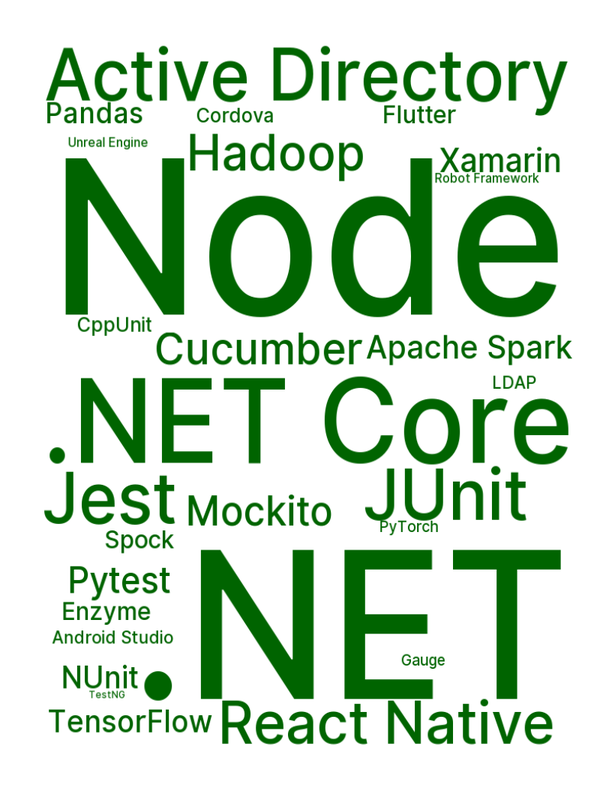 Active Directory
Pandas
Cordova
Flutter
Unreal Engine
Hadoop
Xamarin
Robot Framework
Node
CppUnit
Cucumber
Apache Spark
LDAP
.NET Core
Jest
Mockito
JUnit
PyTorch
Spock
Pytest
Enzyme
Android Studio
.NET
Gauge
NUnit
TestNG
TensorFlow
React Native